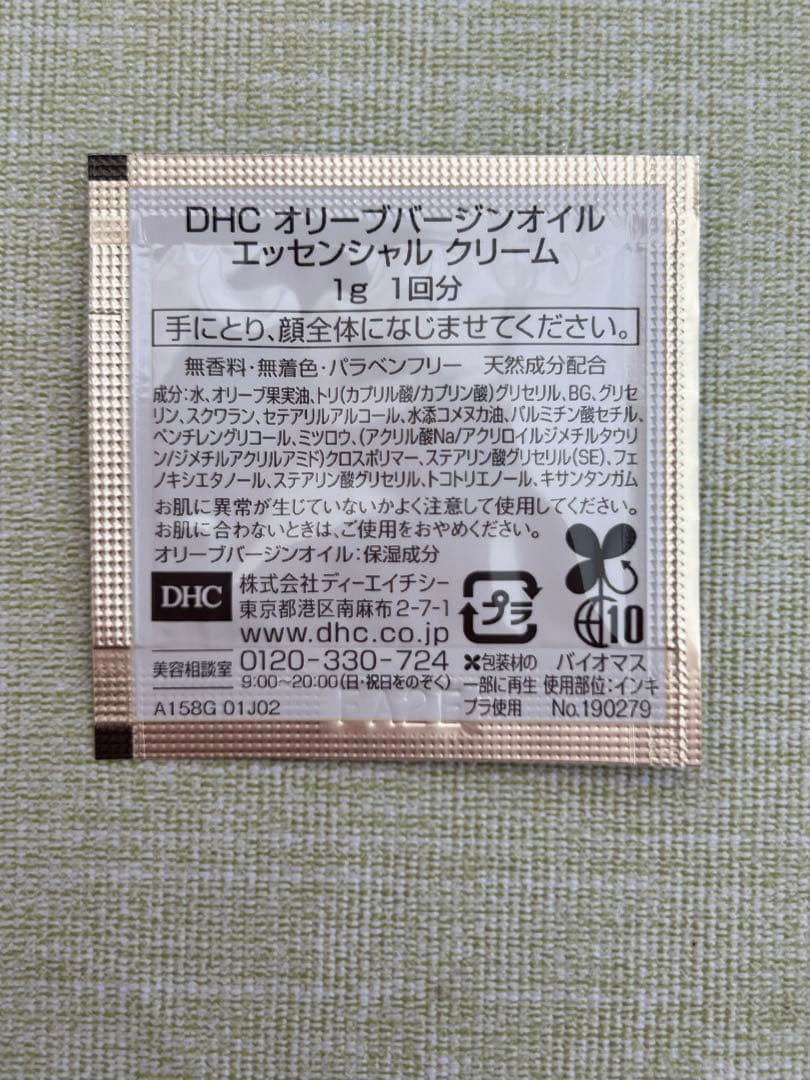 DHC オリーブバージンオイル
エッセンシャル クリーム
1g 1回分
手にとり、顔全体になじませてください。
無香料・無着色・パラベンフリー 天然成分配合
成分：水、オリーブ果実油、トリ(カプリル酸/カプリン酸)グリセリル、BG、グリセ
リン、スクワラン、セテアリルアルコール、水添コメヌカ油、パルミチン酸セチル、
ペンチレングリコール、ミツロウ、(アクリル酸Na/アクリロイルジメチルタウリ
ン/ジメチルアクリルアミド)クロスポリマー、ステアリン酸グリセリル(SE)、フェ
ノキシエタノール、ステアリン酸グリセリル、トコトリエノール、キサンタンガム
お肌に異常が生じていないかよく注意して使用してください。
お肌に合わないときは、ご使用をおやめください。
オリーブバージンオイル：保湿成分
DHC 株式会社ディーエイチシー
東京都港区南麻布2-7-1
www.dhc.co.jp
プラ
10
美容相談室 0120-330-724
9:00〜20:00(日・祝日をのぞく)
包装材の
一部に再生
プラ使用
バイオマス
使用部位：インキ
No.190279
A158G 01J02